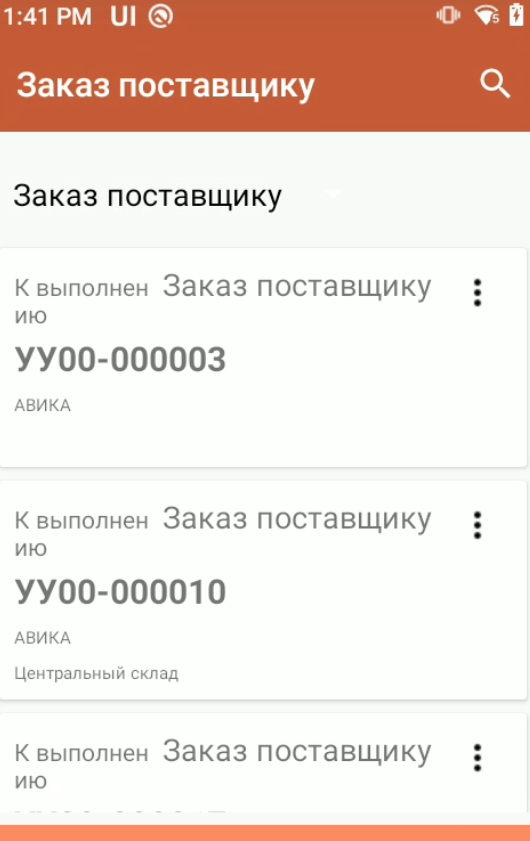 1:41 PM UI
Заказ поставщику
Заказ поставщику
К выполнен Заказ поставщику
ию
УУ00-000003
АВИКА
К выполнен Заказ поставщику
ию
УУ00-000010
АВИКА
Центральный склад
К выполнен Заказ поставщику
ию